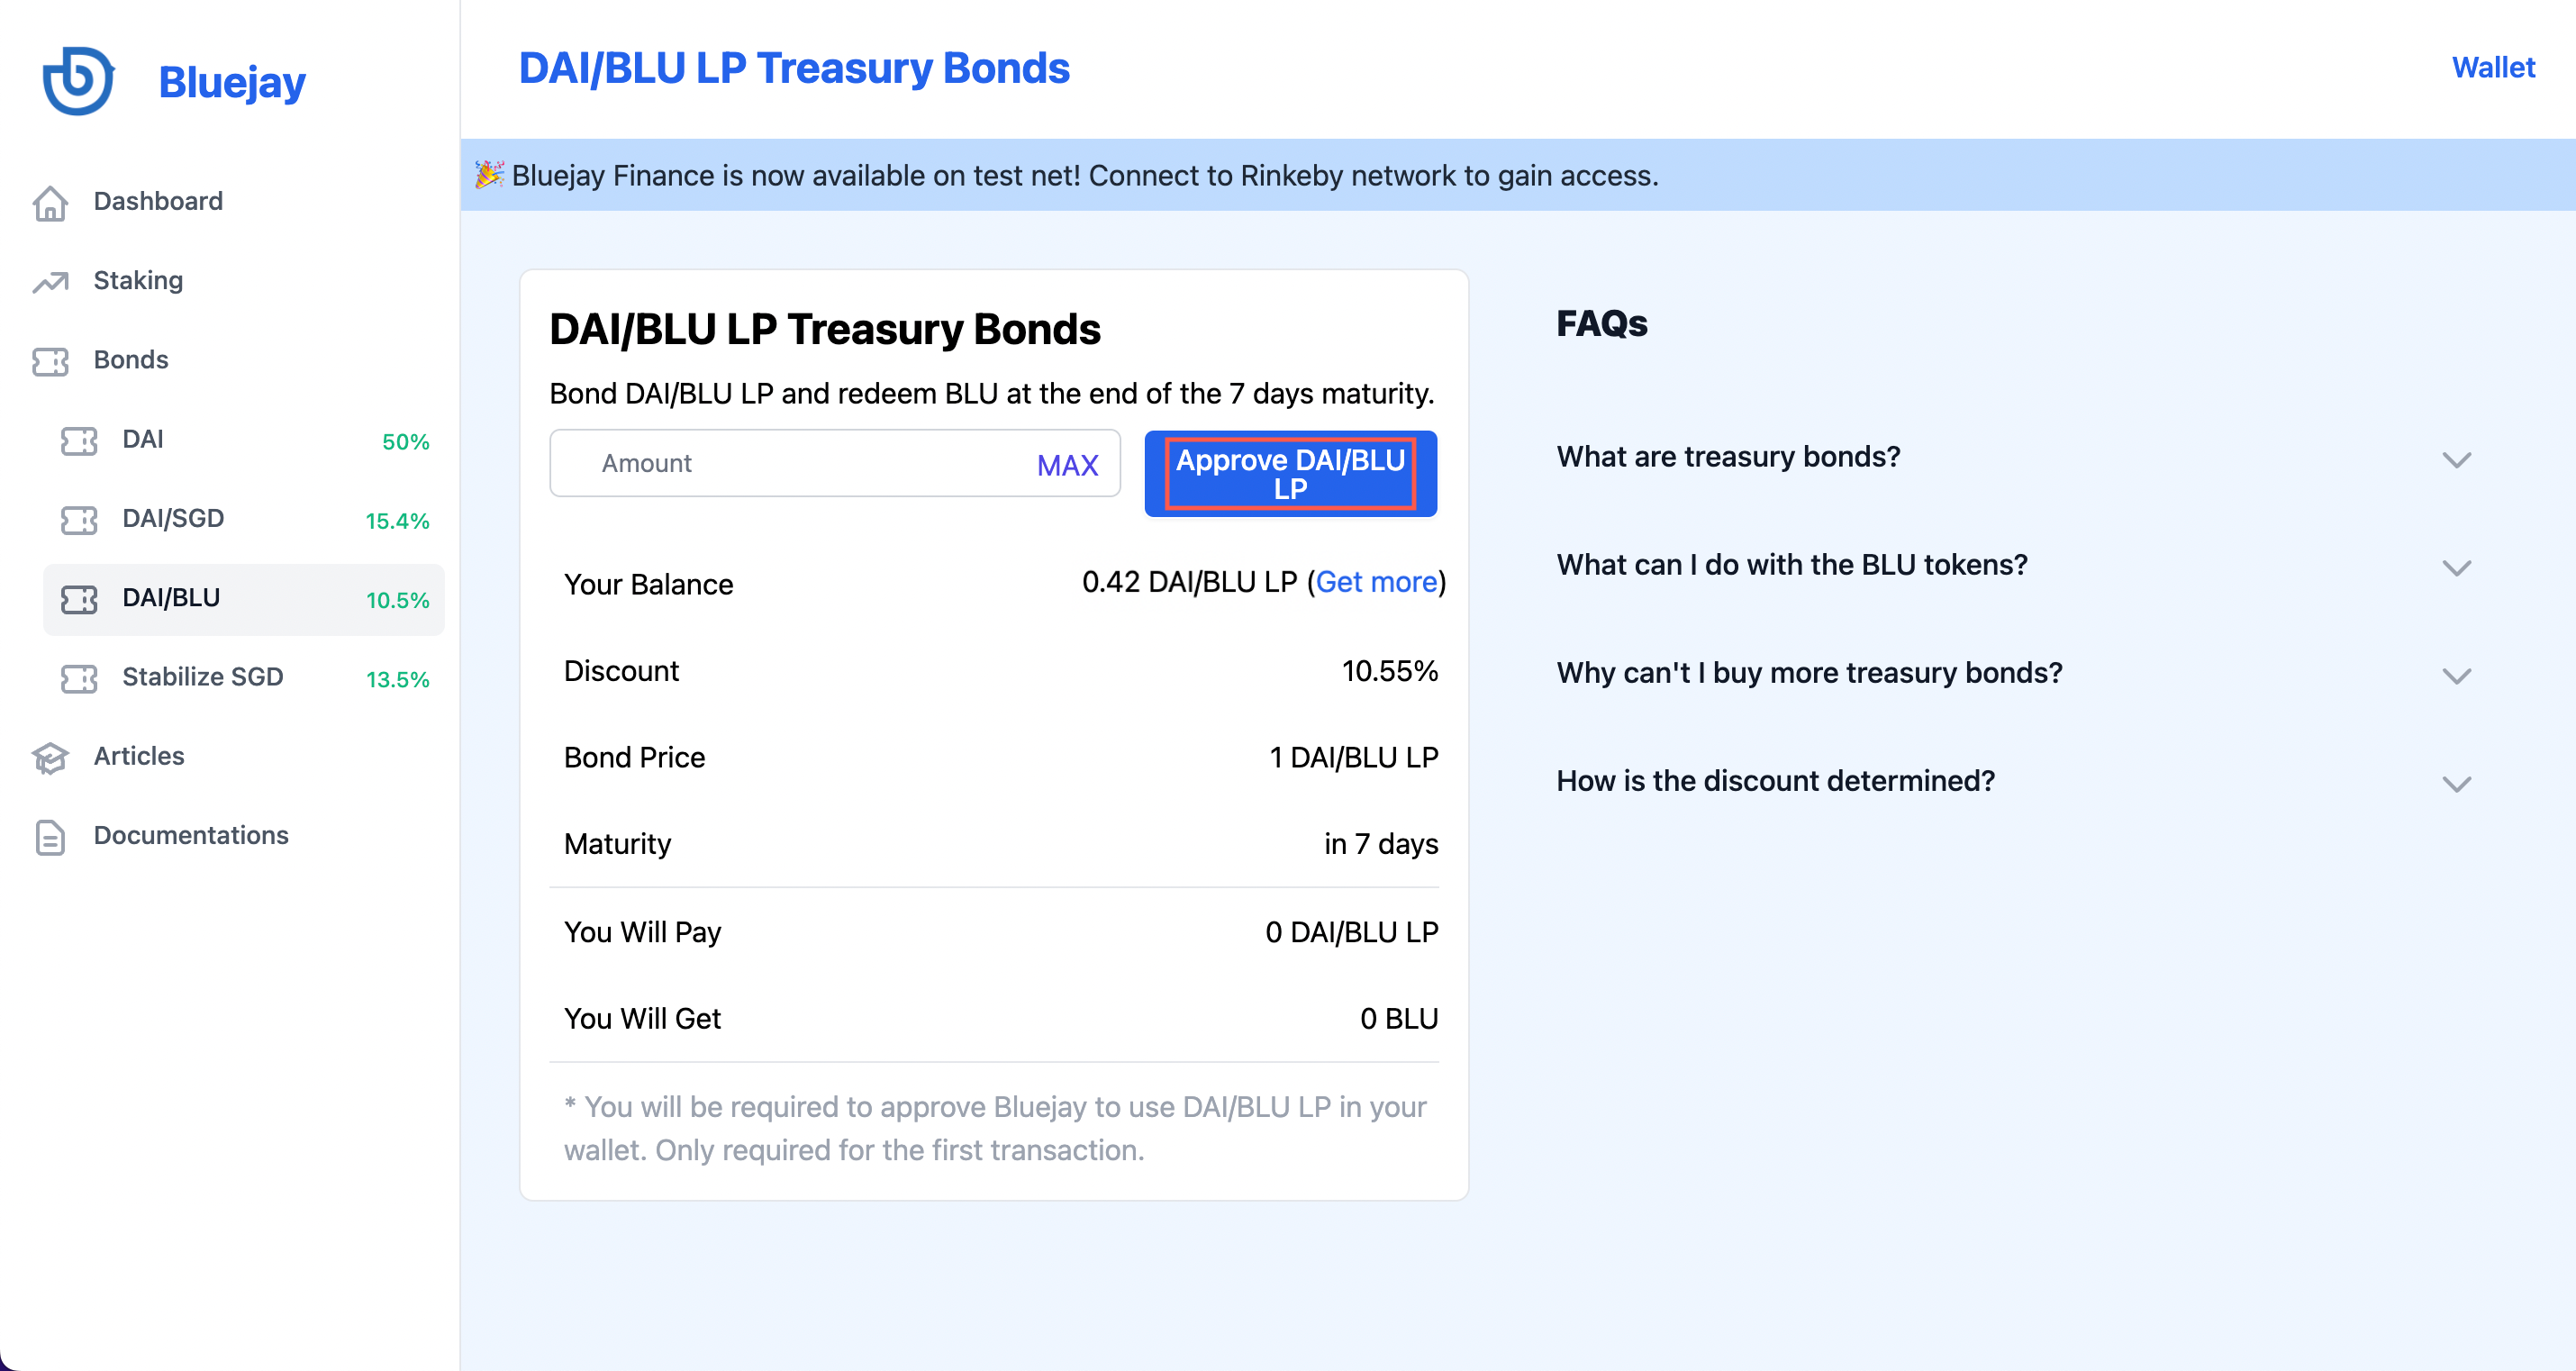 Bluejay
Dashboard
Staking
Bonds
DAI 50%
DAI/SGD 15.4%
DAI/BLU 10.5%
Stabilize SGD 13.5%
Articles
Documentations
DAI/BLU LP Treasury Bonds
Wallet
🎉 Bluejay Finance is now available on test net! Connect to Rinkeby network to gain access.
DAI/BLU LP Treasury Bonds
Bond DAI/BLU LP and redeem BLU at the end of the 7 days maturity.
Amount MAX
Approve DAI/BLU
LP
Your Balance 0.42 DAI/BLU LP (Get more)
Discount 10.55%
Bond Price 1 DAI/BLU LP
Maturity in 7 days
You Will Pay 0 DAI/BLU LP
You Will Get 0 BLU
* You will be required to approve Bluejay to use DAI/BLU LP in your
wallet. Only required for the first transaction.
FAQs
What are treasury bonds?
What can I do with the BLU tokens?
Why can't I buy more treasury bonds?
How is the discount determined?